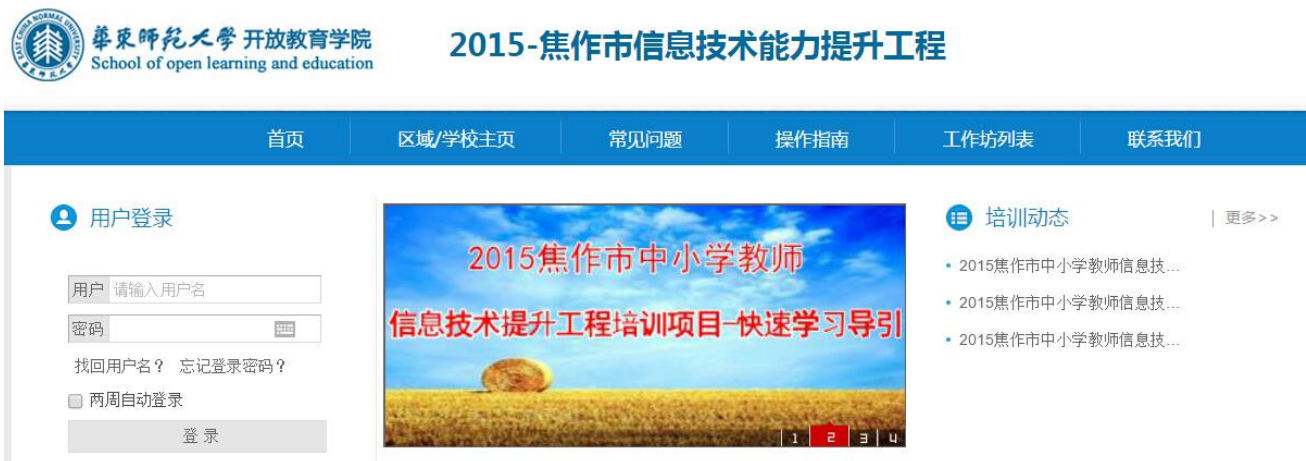 華東師范大學 开放教育学院
School of open learning and education
2015-焦作市信息技术能力提升工程
首页 区域/学校主页 常见问题 操作指南 工作坊列表 联系我们
用户登录
用户 请输入用户名
密码
找回用户名？ 忘记登录密码？
两周自动登录
登 录
2015焦作市中小学教师
信息技术提升工程培训项目-快速学习导引
1 2 3 4
培训动态 | 更多>>
• 2015焦作市中小学教师信息技...
• 2015焦作市中小学教师信息技...
• 2015焦作市中小学教师信息技...